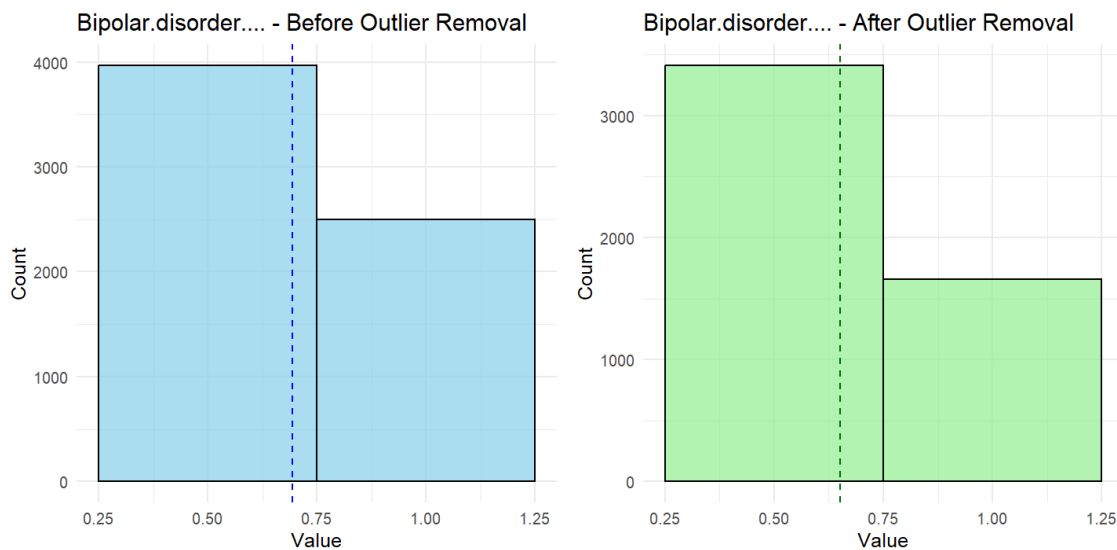 Bipolar.disorder.... - Before Outlier Removal
4000
3000
2000
1000
0
Count
0.25 0.50 0.75 1.00 1.25
Value
Bipolar.disorder.... - After Outlier Removal
3000
2000
1000
0
Count
0.25 0.50 0.75 1.00 1.25
Value